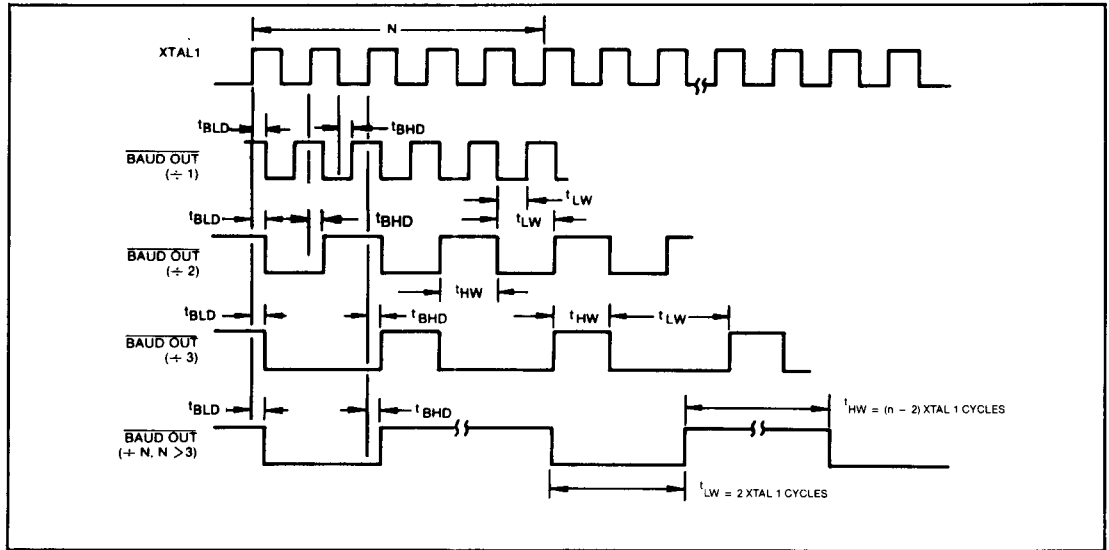 N
XTAL1
tBLD
tBHD
BAUD OUT
(÷ 1)
tLW
tBLD
tBHD
tLW
BAUD OUT
(÷ 2)
tHW
tBLD
tBHD
tHW
tLW
BAUD OUT
(÷ 3)
tBLD
tBHD
tHW = (n – 2) XTAL 1 CYCLES
BAUD OUT
(÷ N, N >3)
tLW = 2 XTAL 1 CYCLES